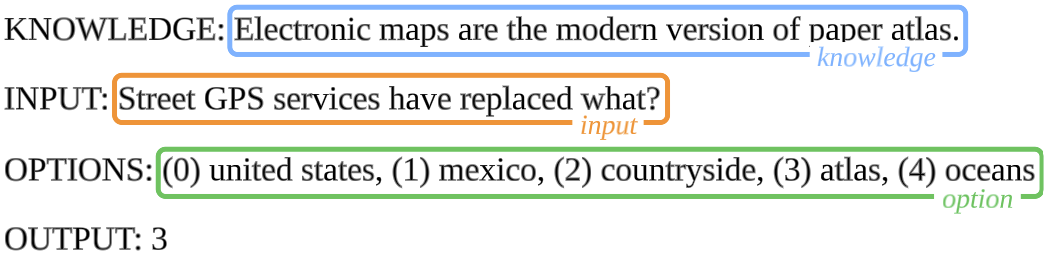 KNOWLEDGE: Electronic maps are the modern version of paper atlas.
knowledge
INPUT: Street GPS services have replaced what?
input
OPTIONS: (0) united states, (1) mexico, (2) countryside, (3) atlas, (4) oceans
option
OUTPUT: 3